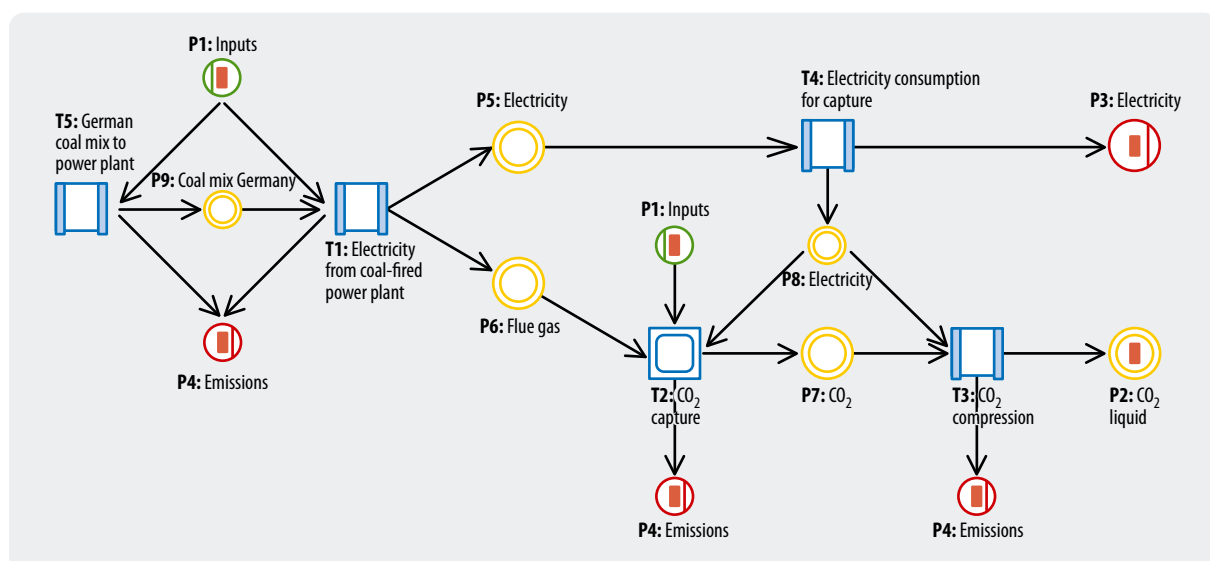 P1: Inputs
T5: German
coal mix to
power plant
P9: Coal mix Germany
T1: Electricity
from coal-fired
power plant
P4: Emissions
P5: Electricity
P6: Flue gas
T4: Electricity consumption
for capture
P3: Electricity
P1: Inputs
P8: Electricity
T2: CO₂
capture
P7: CO₂
T3: CO₂
compression
P2: CO₂
liquid
P4: Emissions
P4: Emissions